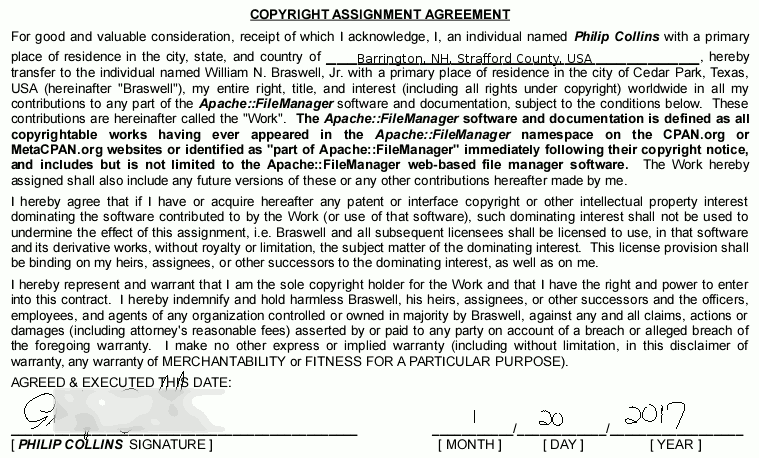 COPYRIGHT ASSIGNMENT AGREEMENT
For good and valuable consideration, receipt of which I acknowledge, I, an individual named Philip Collins with a primary
place of residence in the city, state, and country of Barrington, NH, Strafford County, USA, hereby
transfer to the individual named William N. Braswell, Jr. with a primary place of residence in the city of Cedar Park, Texas,
USA (hereinafter "Braswell"), my entire right, title, and interest (including all rights under copyright) worldwide in all my
contributions to any part of the Apache::FileManager software and documentation, subject to the conditions below. These
contributions are hereinafter called the "Work". The Apache::FileManager software and documentation is defined as all
copyrightable works having ever appeared in the Apache::FileManager namespace on the CPAN.org or
MetaCPAN.org websites or identified as "part of Apache::FileManager" immediately following their copyright notice,
and includes but is not limited to the Apache::FileManager web-based file manager software. The Work hereby
assigned shall also include any future versions of these or any other contributions hereafter made by me.
I hereby agree that if I have or acquire hereafter any patent or interface copyright or other intellectual property interest
dominating the software contributed to by the Work (or use of that software), such dominating interest shall not be used to
undermine the effect of this assignment, i.e. Braswell and all subsequent licensees shall be licensed to use, in that software
and its derivative works, without royalty or limitation, the subject matter of the dominating interest. This license provision shall
be binding on my heirs, assignees, or other successors to the dominating interest, as well as on me.
I hereby represent and warrant that I am the sole copyright holder for the Work and that I have the right and power to enter
into this contract. I hereby indemnify and hold harmless Braswell, his heirs, assignees, or other successors and the officers,
employees, and agents of any organization controlled or owned in majority by Braswell, against any and all claims, actions or
damages (including attorney's reasonable fees) asserted by or paid to any party on account of a breach or alleged breach of
the foregoing warranty. I make no other express or implied warranty (including without limitation, in this disclaimer of
warranty, any warranty of MERCHANTABILITY or FITNESS FOR A PARTICULAR PURPOSE).
AGREED & EXECUTED THIS DATE:
1 / 20 / 2017
[ PHILIP COLLINS SIGNATURE ] [ MONTH ] [ DAY ] [ YEAR ]